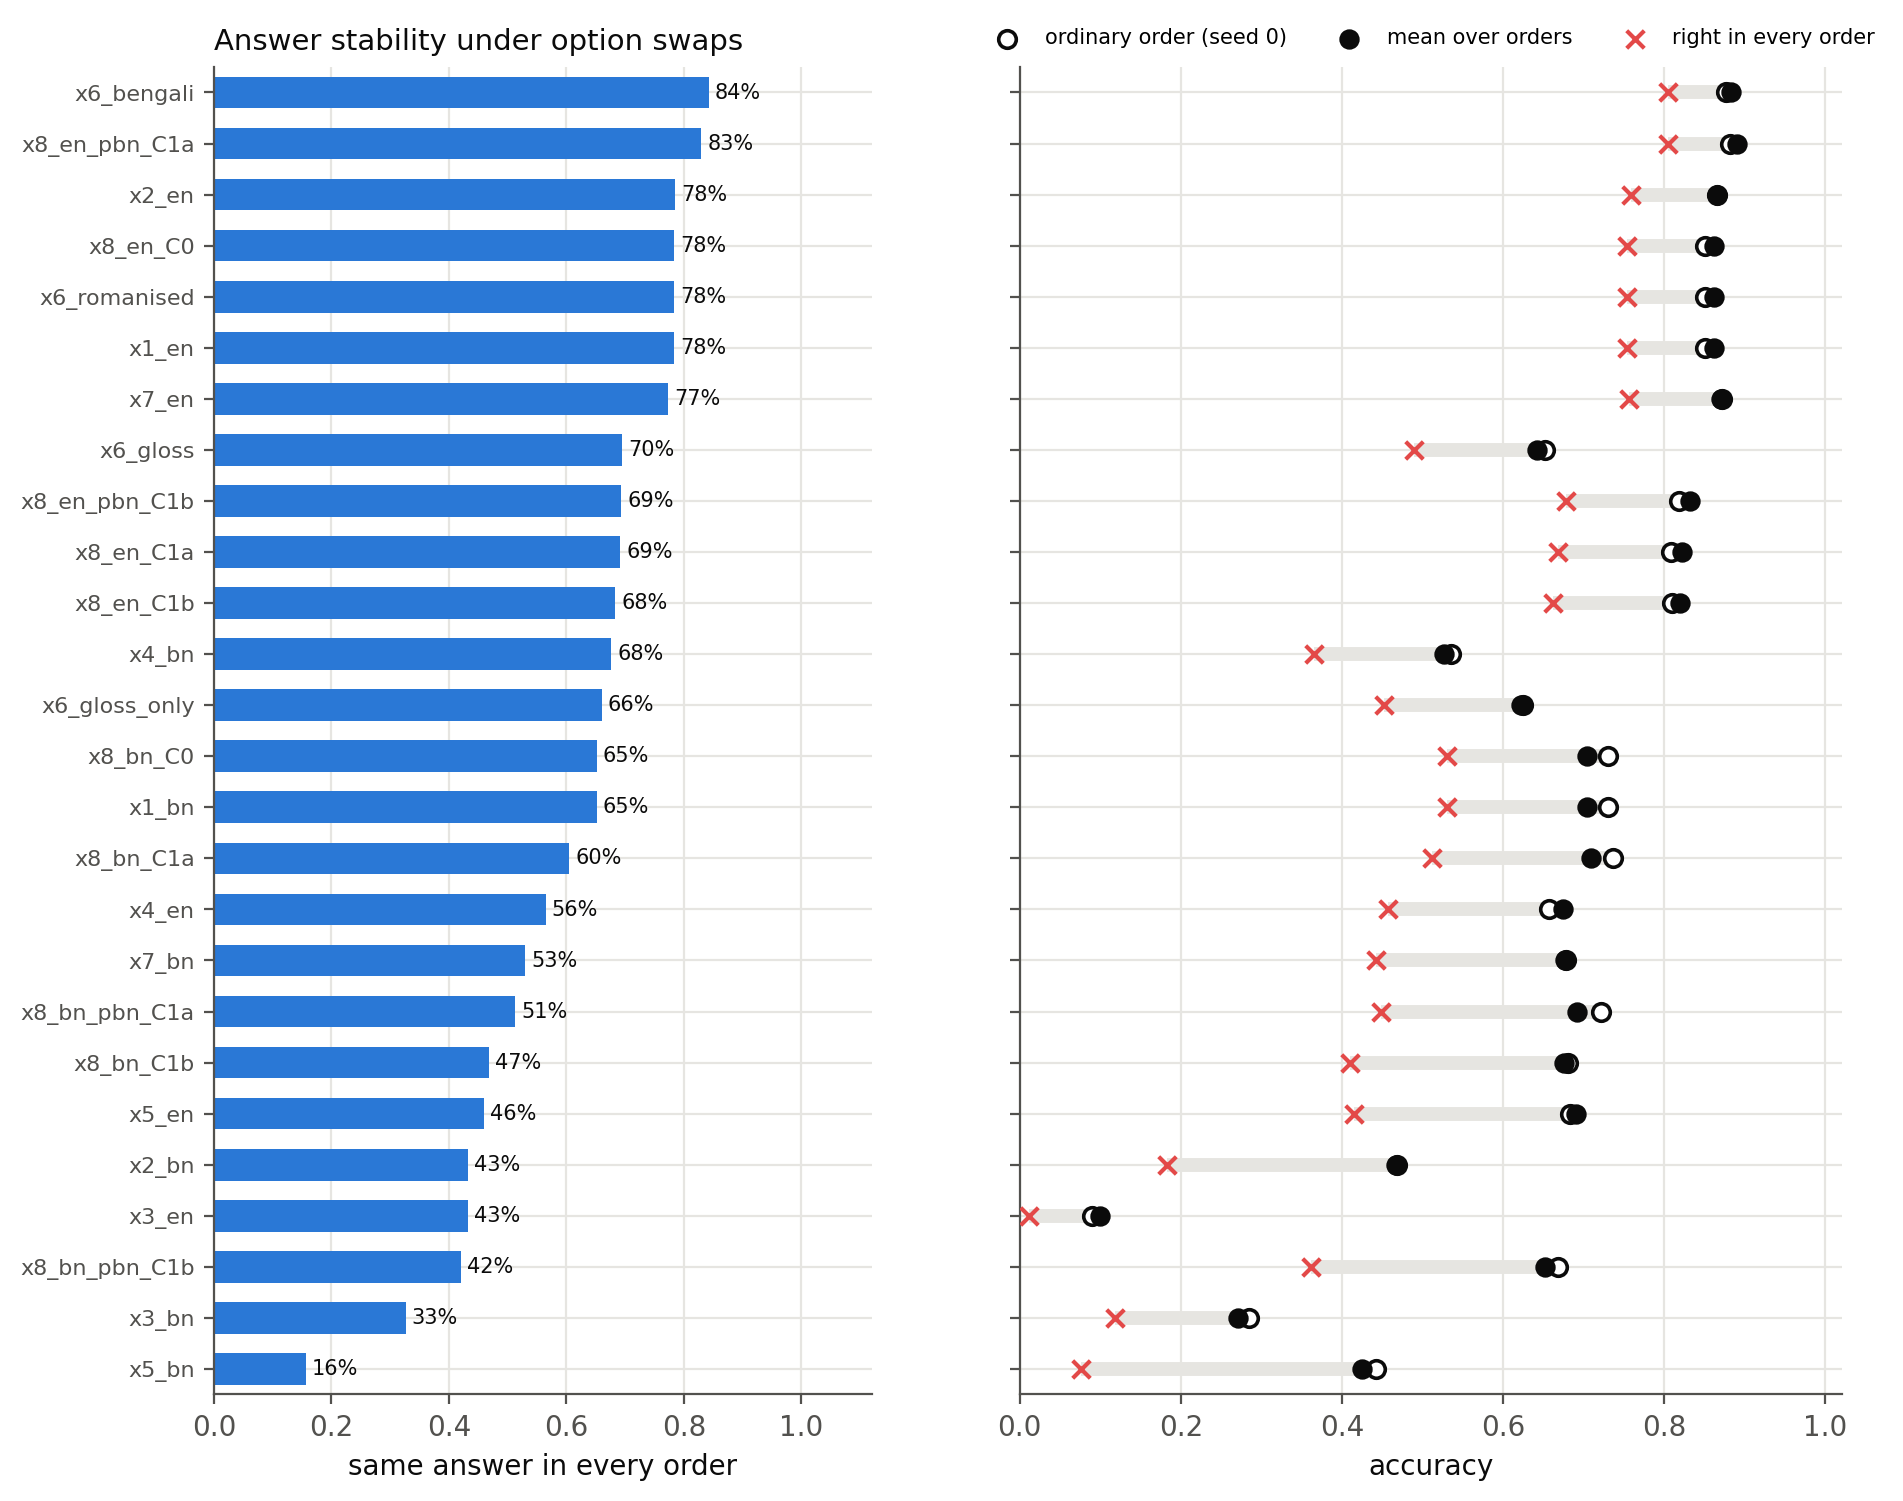 Answer stability under option swaps
x6_bengali 84%
x8_en_pbn_C1a 83%
x2_en 78%
x8_en_C0 78%
x6_romanised 78%
x1_en 78%
x7_en 77%
x6_gloss 70%
x8_en_pbn_C1b 69%
x8_en_C1a 69%
x8_en_C1b 68%
x4_bn 68%
x6_gloss_only 66%
x8_bn_C0 65%
x1_bn 65%
x8_bn_C1a 60%
x4_en 56%
x7_bn 53%
x8_bn_pbn_C1a 51%
x8_bn_C1b 47%
x5_en 46%
x2_bn 43%
x3_en 43%
x8_bn_pbn_C1b 42%
x3_bn 33%
x5_bn 16%
0.0 0.2 0.4 0.6 0.8 1.0
same answer in every order
ordinary order (seed 0) mean over orders right in every order
0.0 0.2 0.4 0.6 0.8 1.0
accuracy